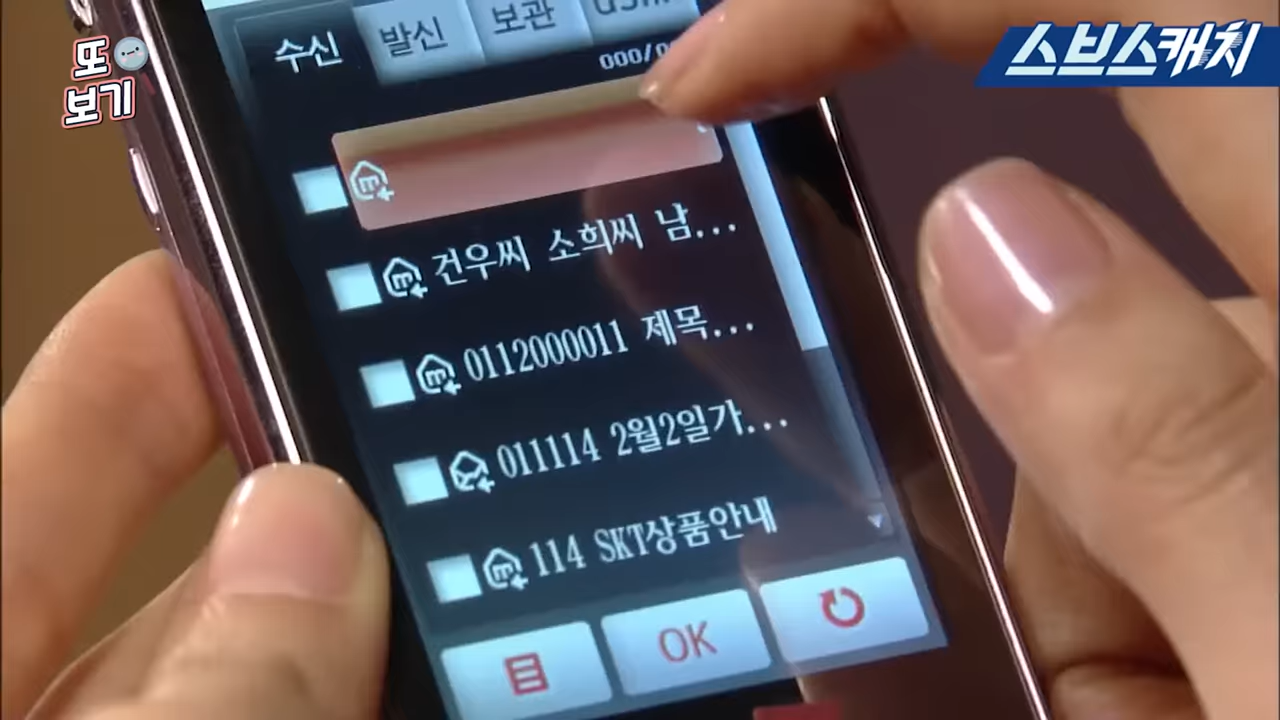 또
보기
스브스캐치
수신 발신 보관
000/0
건우씨 소희씨 남...
0112000011 제목...
011114 2월2일가...
114 SKT상품안내
OK